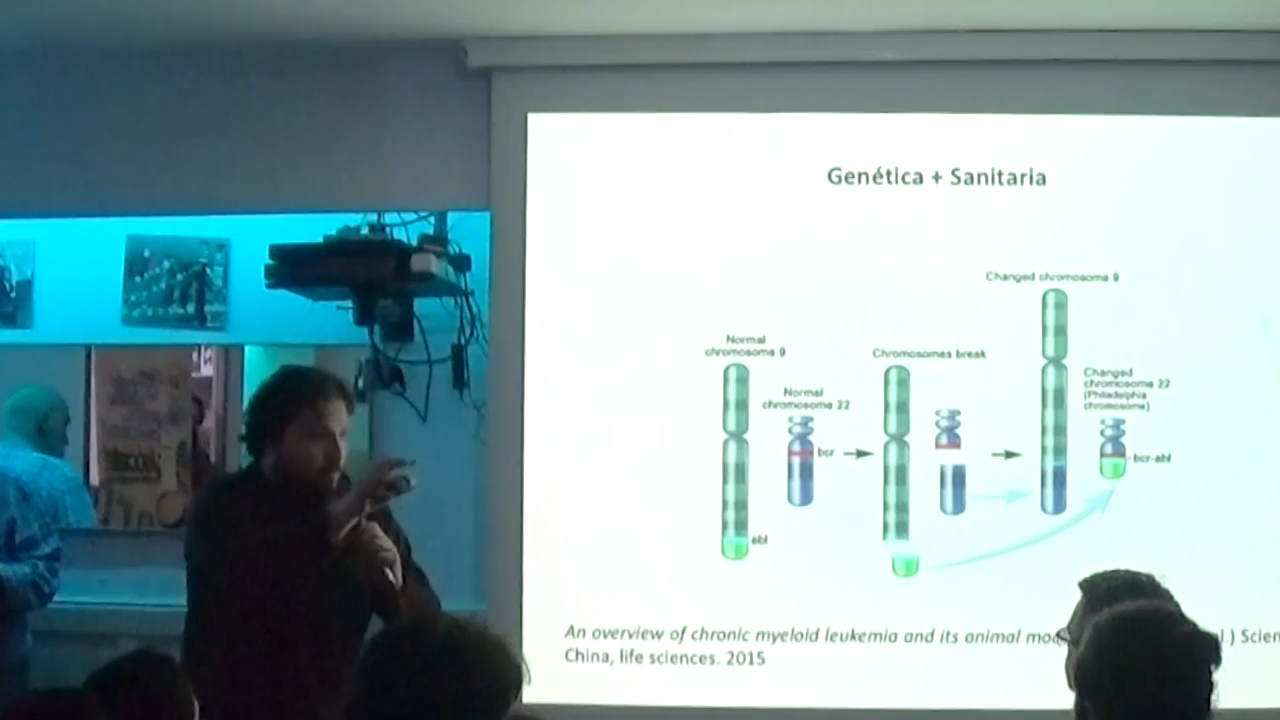 Genética + Sanitaria
Changed chromosome 9
Normal
chromosome 9
Chromosomes break
Normal
chromosome 22
Changed
chromosome 22
(Philadelphia
chromosome)
bcr
bcr-abl
abl
An overview of chronic myeloid leukemia and its animal
China, life sciences. 2015